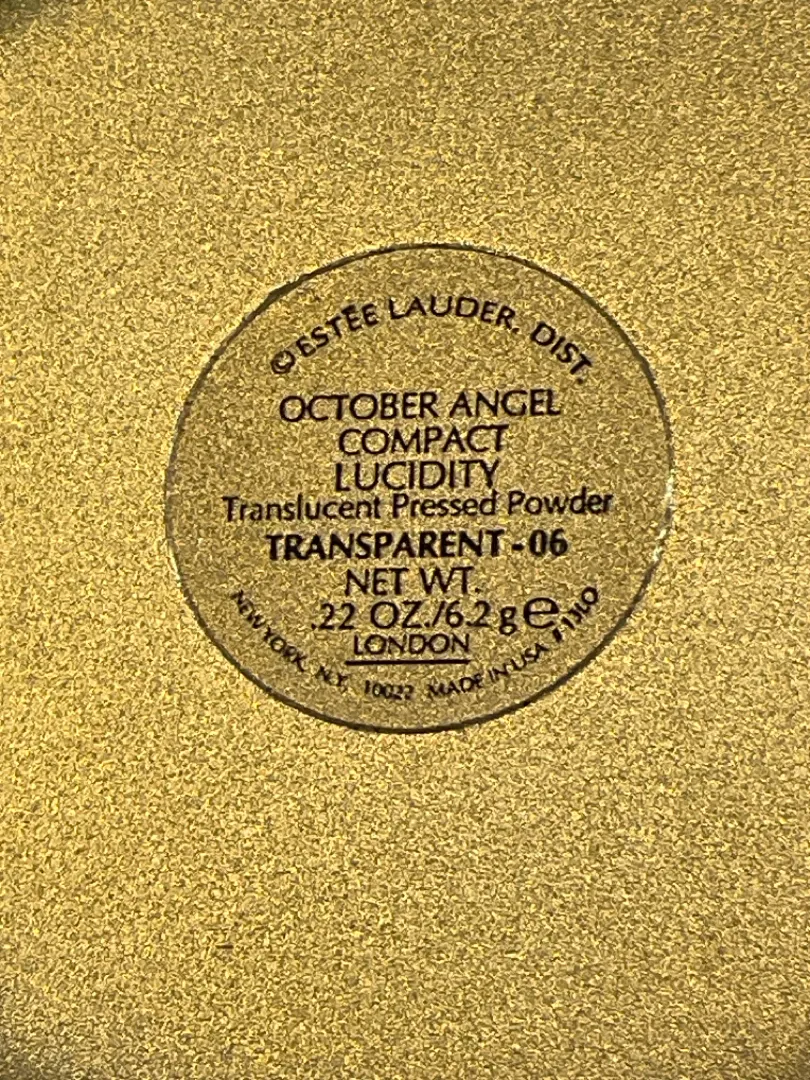 © ESTĒE LAUDER. DIST.
OCTOBER ANGEL
COMPACT
LUCIDITY
Translucent Pressed Powder
TRANSPARENT - 06
NET WT.
.22 OZ./6.2 g e
LONDON
NEW YORK, N.Y. 10022 MADE IN USA